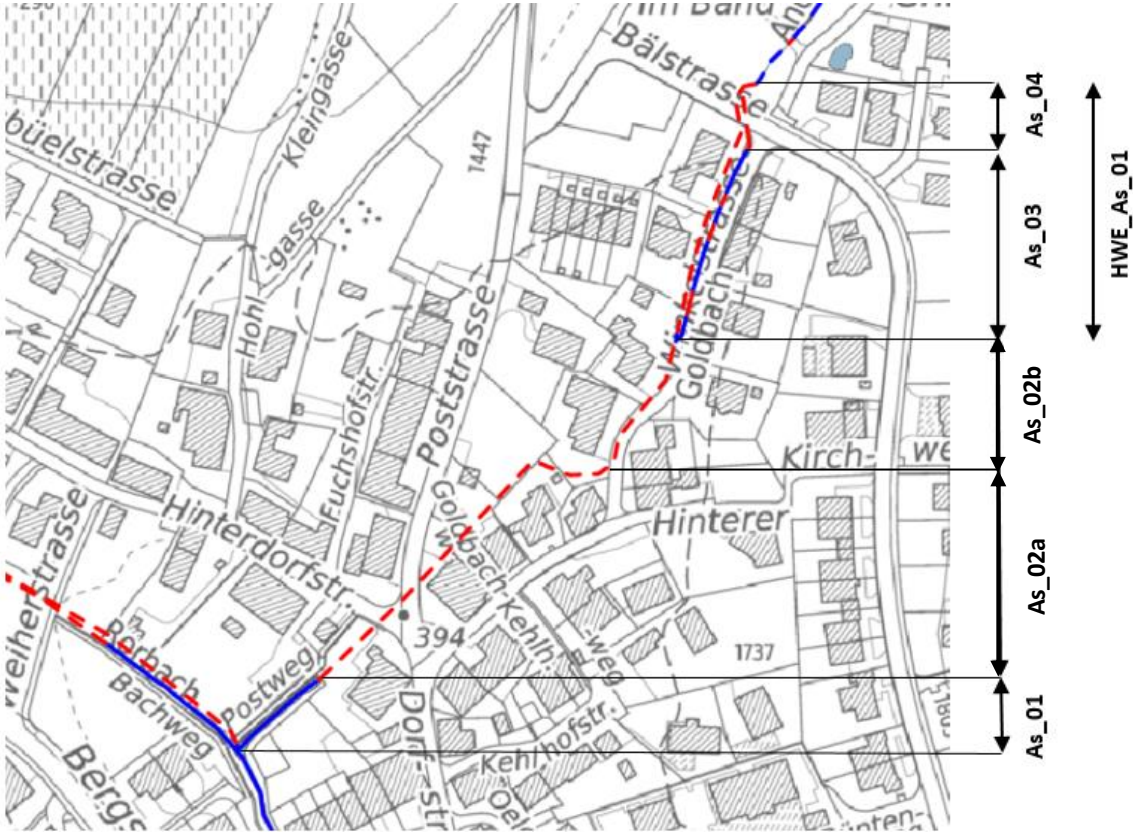 Im Band
Bälstrasse
Kleingasse
1447
büelstrasse
Hohl
-gasse
Poststrasse
Fuchshofstr.
Goldbach
Kirch-
Hinterer
-weg
Hinterdorfstr.
Goldbach-
Kehlh.
394
1737
Weiherstrasse
Rorbach
Bachweg
Postweg
Dorf-
str
Kehlhofstr.
Bergs
As_04
As_03
As_02b
As_02a
As_01
HWE_As_01